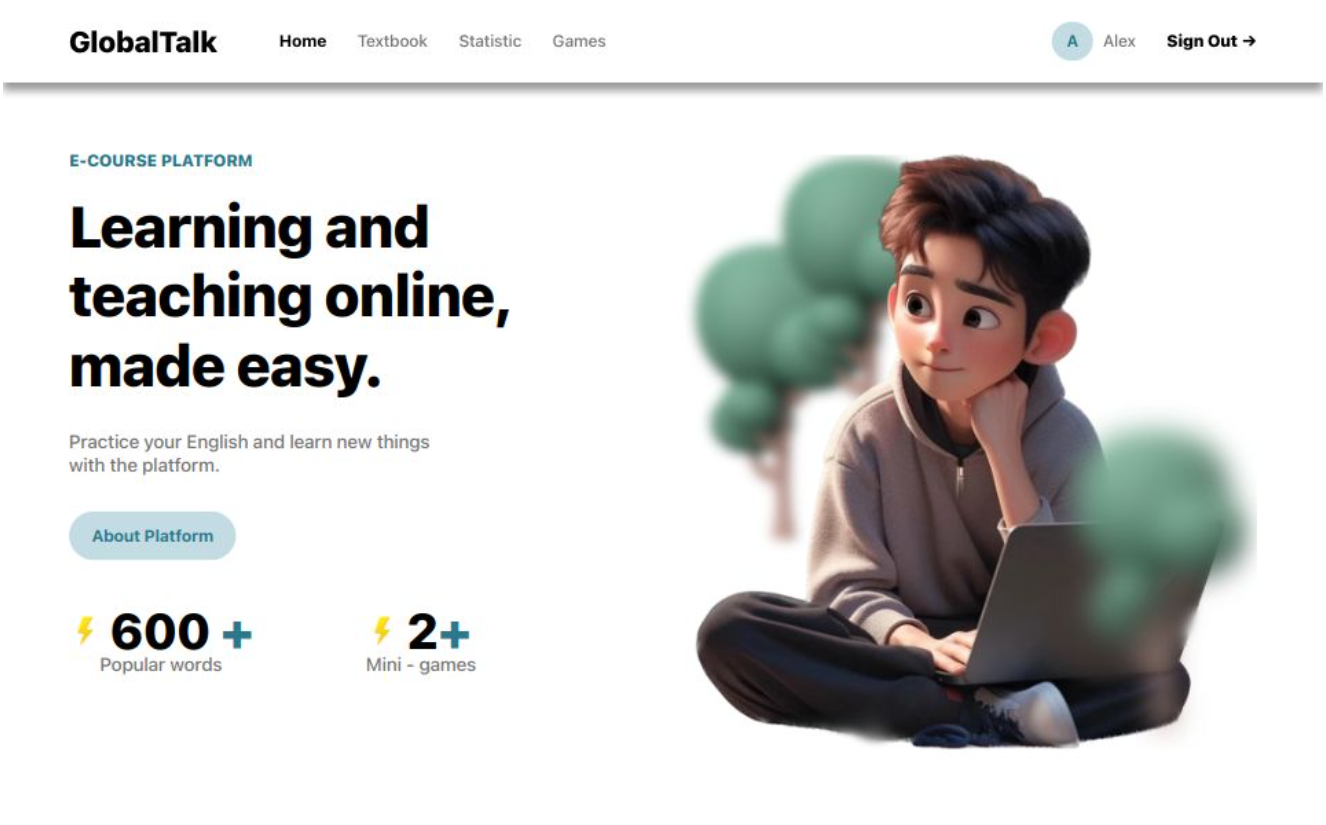 GlobalTalk Home Textbook Statistic Games A Alex Sign Out →
E-COURSE PLATFORM
Learning and
teaching online,
made easy.
Practice your English and learn new things
with the platform.
About Platform
600 + 2+
Popular words Mini - games